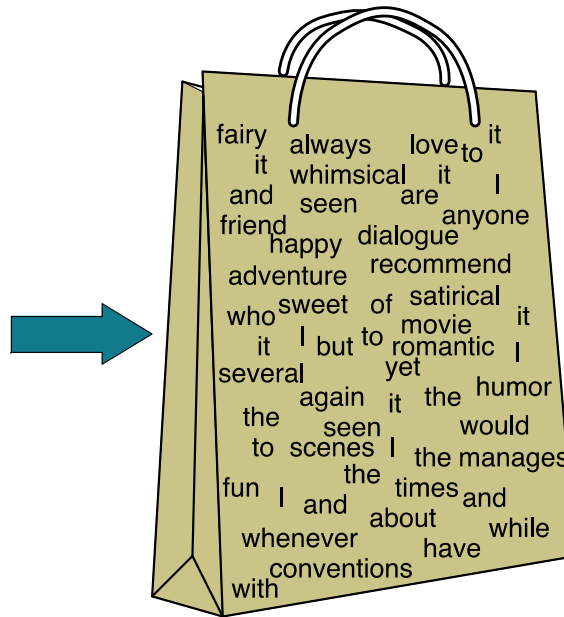 fairy always love to it
it whimsical it I
and seen are anyone
friend happy dialogue
adventure recommend
who sweet of satirical it
it I but to movie romantic I
several yet
again it the humor
the seen would
to scenes I the manages
fun I and the times and
whenever about have while
with conventions